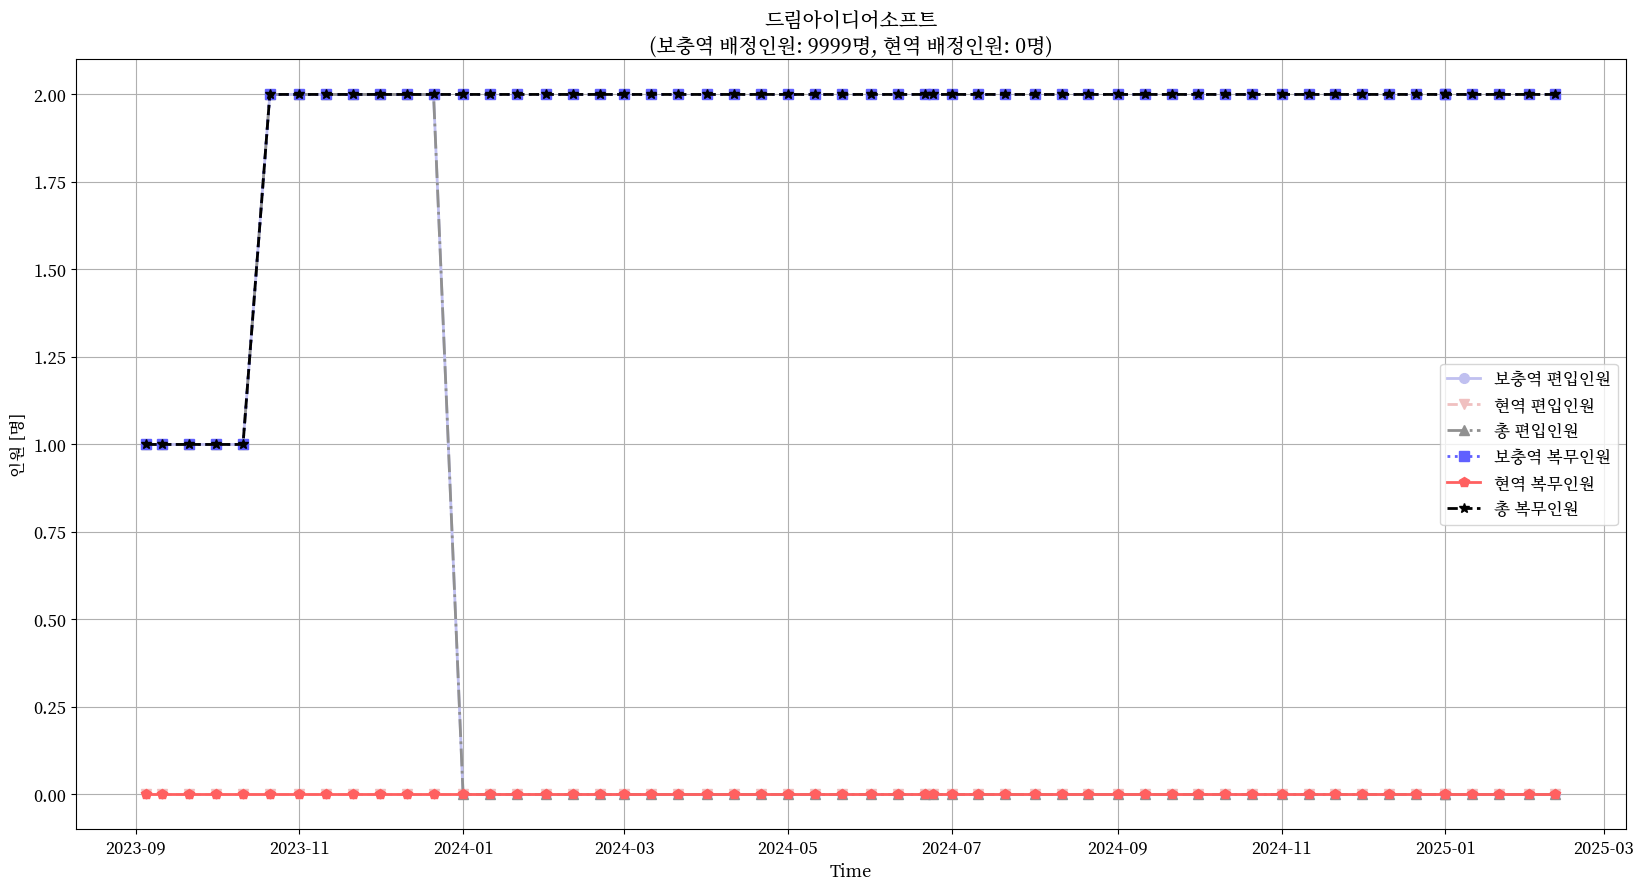 드림아이디어소프트
(보충역 배정인원: 9999명, 현역 배정인원: 0명)
인원 [명]
2.00
1.75
1.50
1.25
1.00
0.75
0.50
0.25
0.00
보충역 편입인원
현역 편입인원
총 편입인원
보충역 복무인원
현역 복무인원
총 복무인원
2023-09 2023-11 2024-01 2024-03 2024-05 2024-07 2024-09 2024-11 2025-01 2025-03
Time